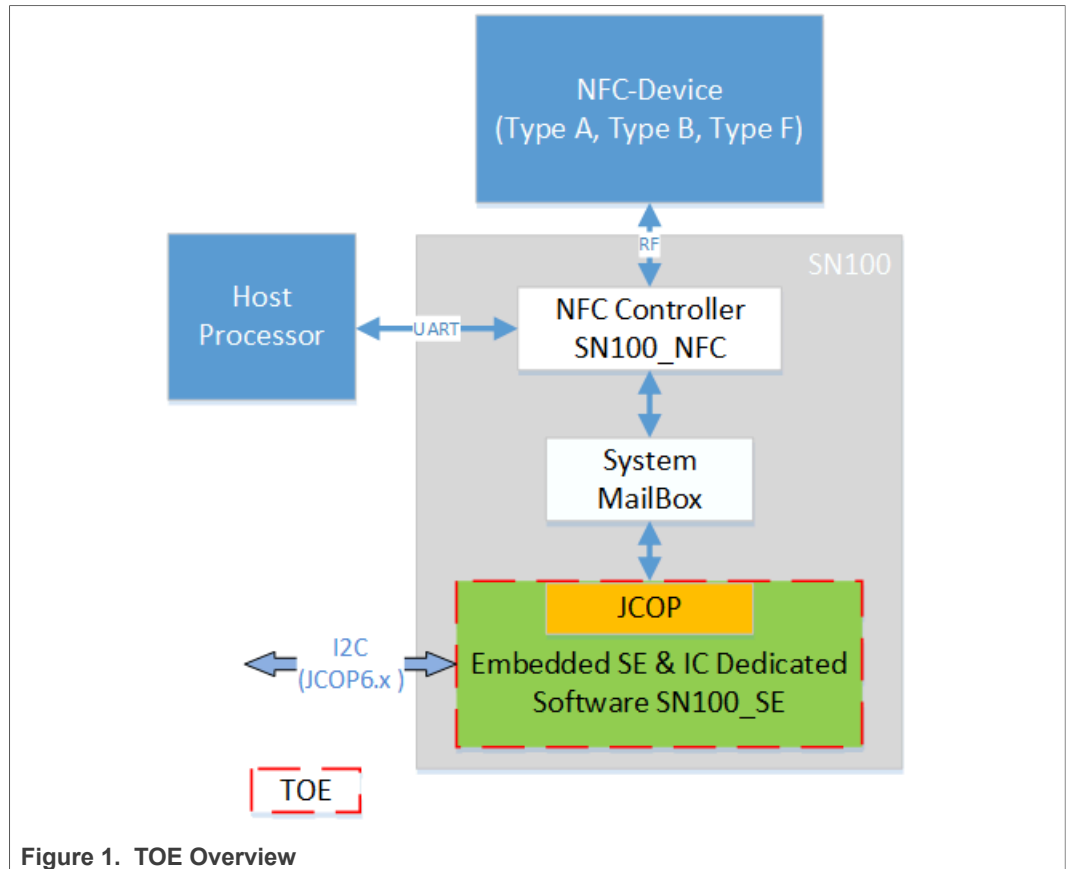 NFC-Device
(Type A, Type B, Type F)
RF
SN100
Host
Processor
UART
NFC Controller
SN100_NFC
System
MailBox
JCOP
I2C
(JCOP6.x )
Embedded SE & IC Dedicated
Software SN100_SE
TOE
Figure 1. TOE Overview